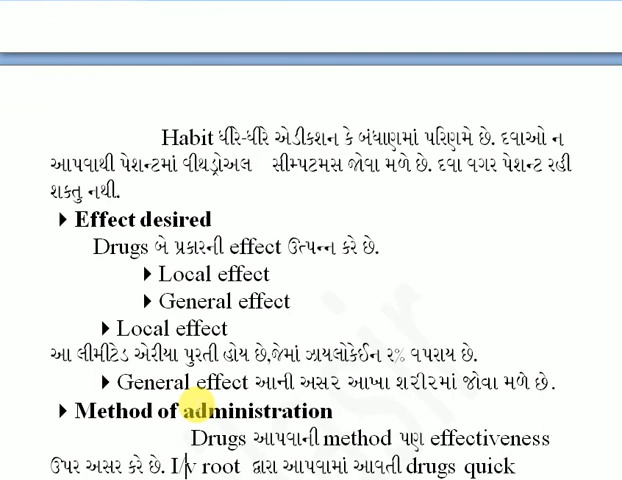 Habit ધીરે-ધીરે એડીકશન કે બંધાણમાં પરિણમે છે. દવાઓ ન
આપવાથી પેશન્ટમાં વીથડ્રોઅલ સીમ્પટમસ જોવા મળે છે. દવા વગર પેશન્ટ રહી
શકતુ નથી.
Effect desired
Drugs બે પ્રકારની effect ઉત્પન્ન કરે છે.
Local effect
General effect
Local effect
આ લીમીટેડ એરીયા પુરતી હોય છે,જેમાં ઝાયલોકેઈન ર% વપરાય છે.
General effect આની અસર આખા શરીરમાં જોવા મળે છે.
Method of administration
Drugs આપવાની method પણ effectiveness
ઉપર અસર કરે છે. I/v root દ્વારા આપવામાં આવતી drugs quick